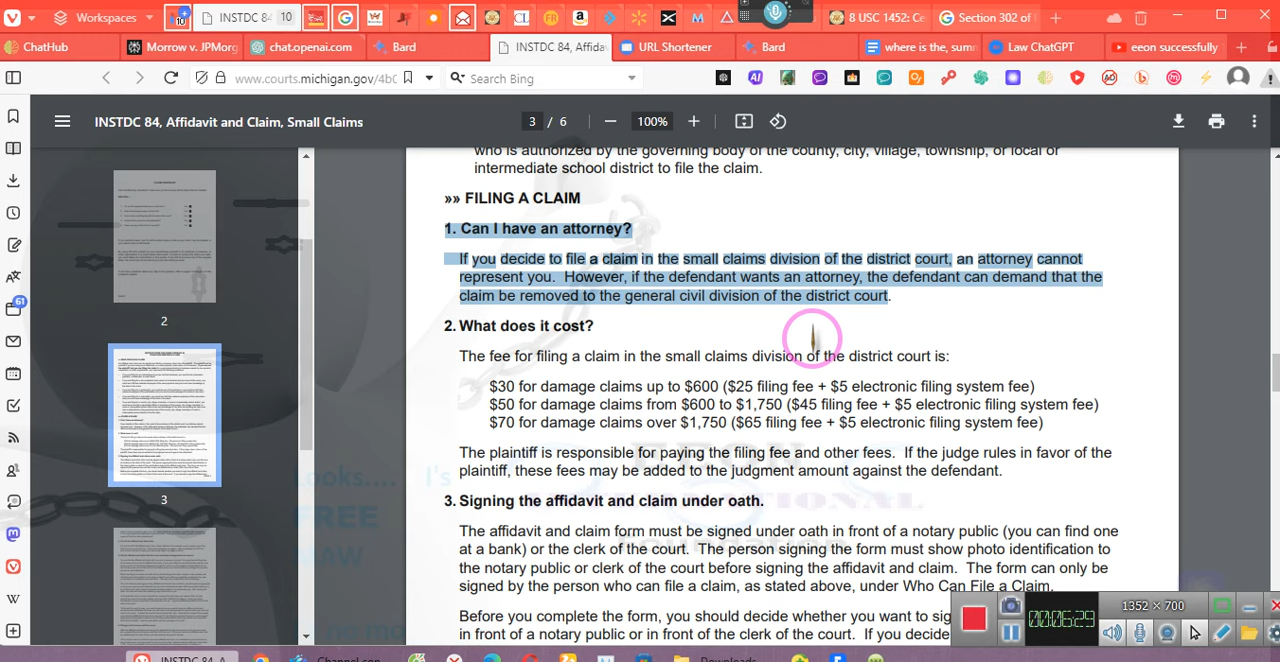 Workspaces
10
INSTDC 84
10
8 USC 1452: Ce
Section 302 of
ChatHub
Morrow v. JPMorg
chat.openai.com
Bard
INSTDC 84, Affida
URL Shortener
Bard
where is the, sum
Law ChatGPT
eeon successfully
www.courts.michigan.gov/4b
Search Bing
INSTDC 84, Affidavit and Claim, Small Claims
3 / 6
100%
who is authorized by the governing body of the county, city, village, township, or local or
intermediate school district to file the claim.
»» FILING A CLAIM
1. Can I have an attorney?
If you decide to file a claim in the small claims division of the district court, an attorney cannot
represent you. However, if the defendant wants an attorney, the defendant can demand that the
claim be removed to the general civil division of the district court.
2. What does it cost?
The fee for filing a claim in the small claims division of the district court is:
$30 for damage claims up to $600 ($25 filing fee + $5 electronic filing system fee)
$50 for damage claims from $600 to $1,750 ($45 filing fee + $5 electronic filing system fee)
$70 for damage claims over $1,750 ($65 filing fee + $5 electronic filing system fee)
The plaintiff is responsible for paying the filing fee and other fees. If the judge rules in favor of the
plaintiff, these fees may be added to the judgment amount against the defendant.
3. Signing the affidavit and claim under oath.
The affidavit and claim form must be signed under oath in front of a notary public (you can find one
at a bank) or the clerk of the court. The person signing the form must show photo identification to
the notary public or clerk of the court before signing the affidavit and claim. The form can only be
signed by the person who can file a claim, as stated above, under Who Can File a Claim.
Before you complete the form, you should decide whether you want to sig
in front of a notary public or in front of the clerk of the court. If you decide
2
3
61
Looks.... I's
FREE
1352 × 700
00:06:29
INSTDC 84, A
Channel con
Downloads